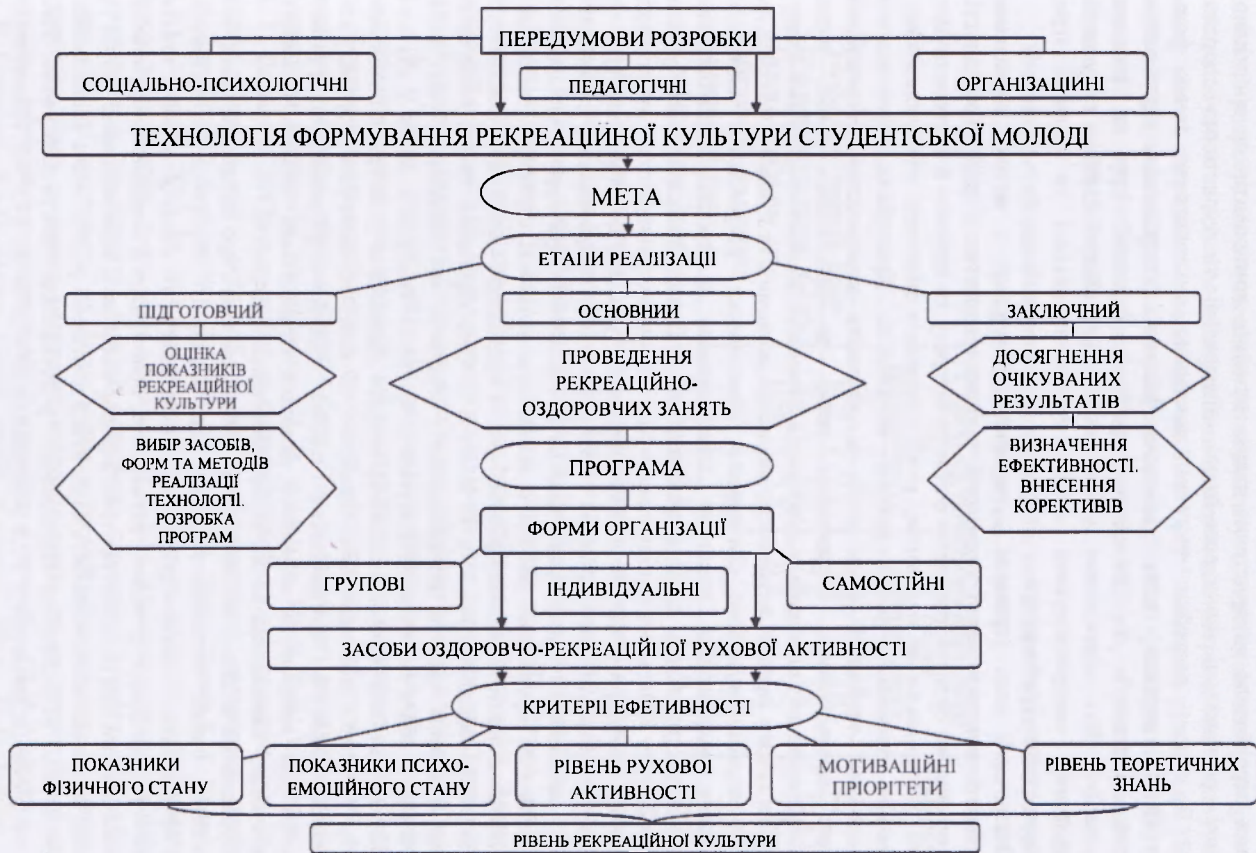 ПЕРЕДУМОВИ РОЗРОБКИ
СОЦІАЛЬНО-ПСИХОЛОГІЧНІ
ПЕДАГОГІЧНІ
ОРГАНІЗАЦІЙНІ
ТЕХНОЛОГІЯ ФОРМУВАННЯ РЕКРЕАЦІЙНОЇ КУЛЬТУРИ СТУДЕНТСЬКОЇ МОЛОДІ
МЕТА
ЕТАПИ РЕАЛІЗАЦІЇ
ПІДГОТОВЧИЙ
ОСНОВНИЙ
ЗАКЛЮЧНИЙ
ОЦІНКА
ПОКАЗНИКІВ
РЕКРЕАЦІЙНОЇ
КУЛЬТУРИ
ПРОВЕДЕННЯ
РЕКРЕАЦІЙНО-
ОЗДОРОВЧИХ ЗАНЯТЬ
ДОСЯГНЕННЯ
ОЧІКУВАНИХ
РЕЗУЛЬТАТІВ
ВИБІР ЗАСОБІВ,
ФОРМ ТА МЕТОДІВ
РЕАЛІЗАЦІЇ
ТЕХНОЛОГІЇ.
РОЗРОБКА
ПРОГРАМ
ПРОГРАМА
ВИЗНАЧЕННЯ
ЕФЕКТИВНОСТІ.
ВНЕСЕННЯ
КОРЕКТИВІВ
ФОРМИ ОРГАНІЗАЦІЇ
ГРУПОВІ
ІНДИВІДУАЛЬНІ
САМОСТІЙНІ
ЗАСОБИ ОЗДОРОВЧО-РЕКРЕАЦІЙНОЇ РУХОВОЇ АКТИВНОСТІ
КРИТЕРІЇ ЕФЕТИВНОСТІ
ПОКАЗНИКИ
ФІЗИЧНОГО СТАНУ
ПОКАЗНИКИ ПСИХО-
ЕМОЦІЙНОГО СТАНУ
РІВЕНЬ РУХОВОЇ
АКТИВНОСТІ
МОТИВАЦІЙНІ
ПРІОРІТЕТИ
РІВЕНЬ ТЕОРЕТИЧНИХ
ЗНАНЬ
РІВЕНЬ РЕКРЕАЦІЙНОЇ КУЛЬТУРИ